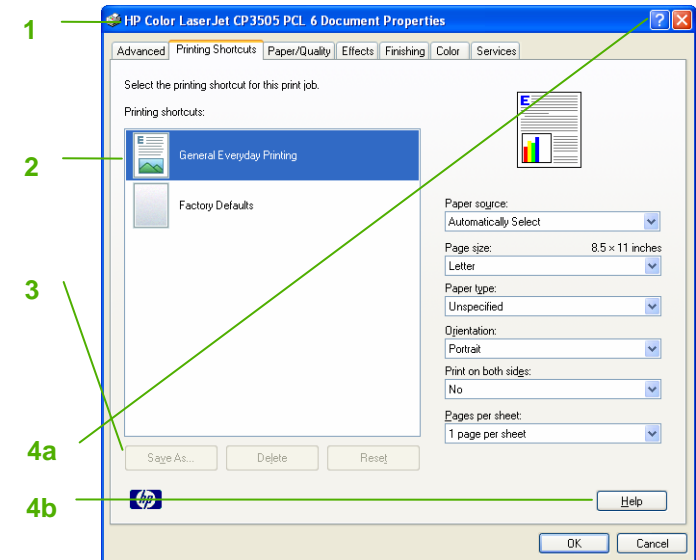 1
HP Color LaserJet CP3505 PCL 6 Document Properties
?
Advanced Printing Shortcuts Paper/Quality Effects Finishing Color Services
Select the printing shortcut for this print job.
Printing shortcuts:
E
E
2
General Everyday Printing
Factory Defaults
Paper source:
Automatically Select
Page size: 8.5 × 11 inches
Letter
Paper type:
3
Unspecified
Orientation:
Portrait
Print on both sides:
No
Pages per sheet:
1 page per sheet
4a
Save As... Delete Reset
4b
hp
Help
OK Cancel